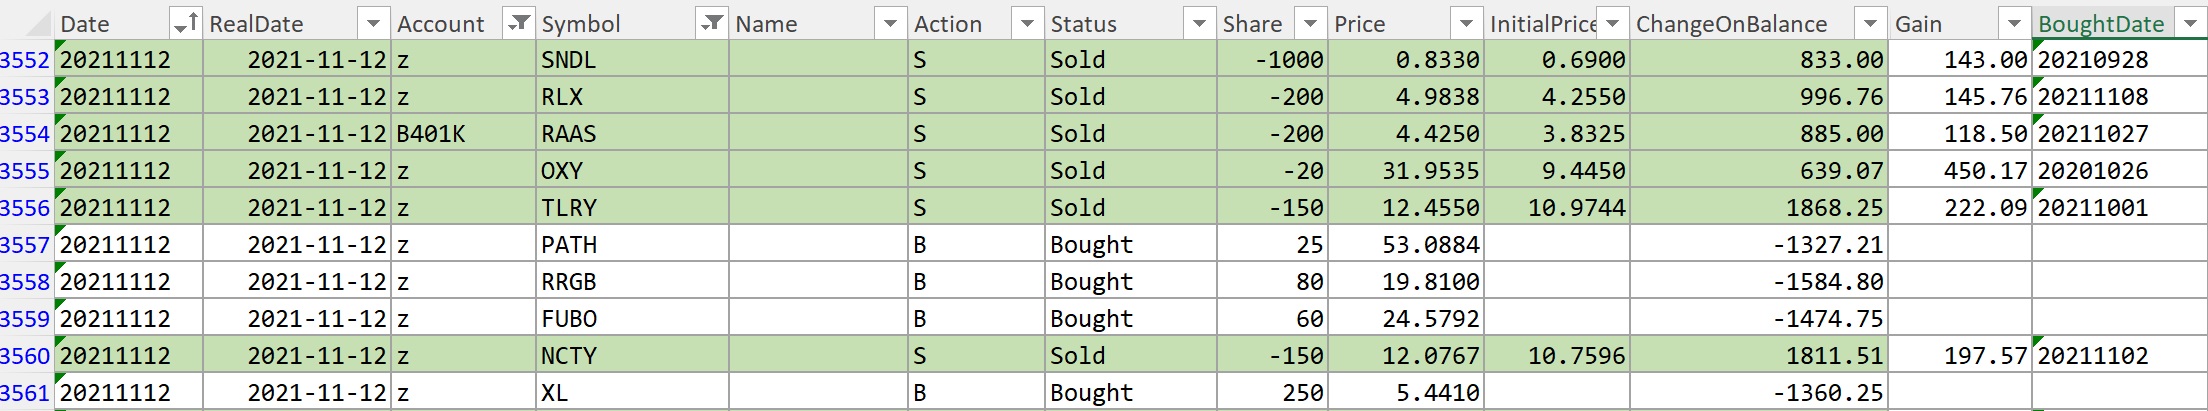 Date RealDate Account Symbol Name Action Status Share Price InitialPrice ChangeOnBalance Gain BoughtDate
3552 20211112 2021-11-12 z SNDL S Sold -1000 0.8330 0.6900 833.00 143.00 20210928
3553 20211112 2021-11-12 z RLX S Sold -200 4.9838 4.2550 996.76 145.76 20211108
3554 20211112 2021-11-12 B401K RAAS S Sold -200 4.4250 3.8325 885.00 118.50 20211027
3555 20211112 2021-11-12 z OXY S Sold -20 31.9535 9.4450 639.07 450.17 20201026
3556 20211112 2021-11-12 z TLRY S Sold -150 12.4550 10.9744 1868.25 222.09 20211001
3557 20211112 2021-11-12 z PATH B Bought 25 53.0884 -1327.21
3558 20211112 2021-11-12 z RRGB B Bought 80 19.8100 -1584.80
3559 20211112 2021-11-12 z FUBO B Bought 60 24.5792 -1474.75
3560 20211112 2021-11-12 z NCTY S Sold -150 12.0767 10.7596 1811.51 197.57 20211102
3561 20211112 2021-11-12 z XL B Bought 250 5.4410 -1360.25